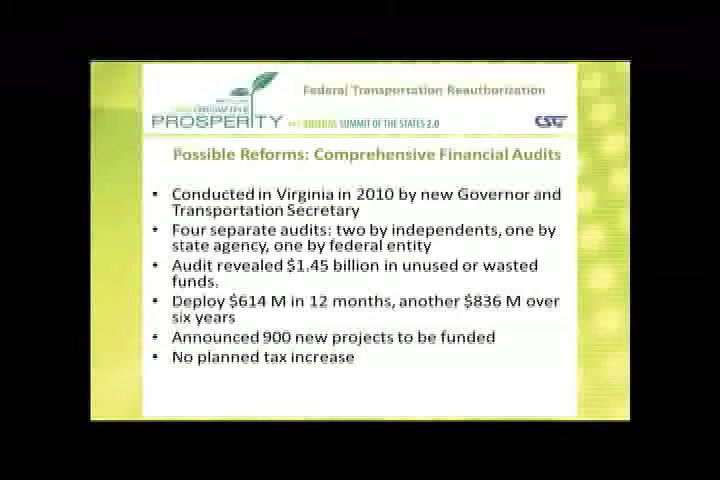 Federal Transportation Reauthorization
PROSPERITY
SUMMIT OF THE STATES 2.0
CSG
Possible Reforms: Comprehensive Financial Audits
• Conducted in Virginia in 2010 by new Governor and
Transportation Secretary
• Four separate audits: two by independents, one by
state agency, one by federal entity
• Audit revealed $1.45 billion in unused or wasted
funds.
• Deploy $614 M in 12 months, another $836 M over
six years
• Announced 900 new projects to be funded
• No planned tax increase